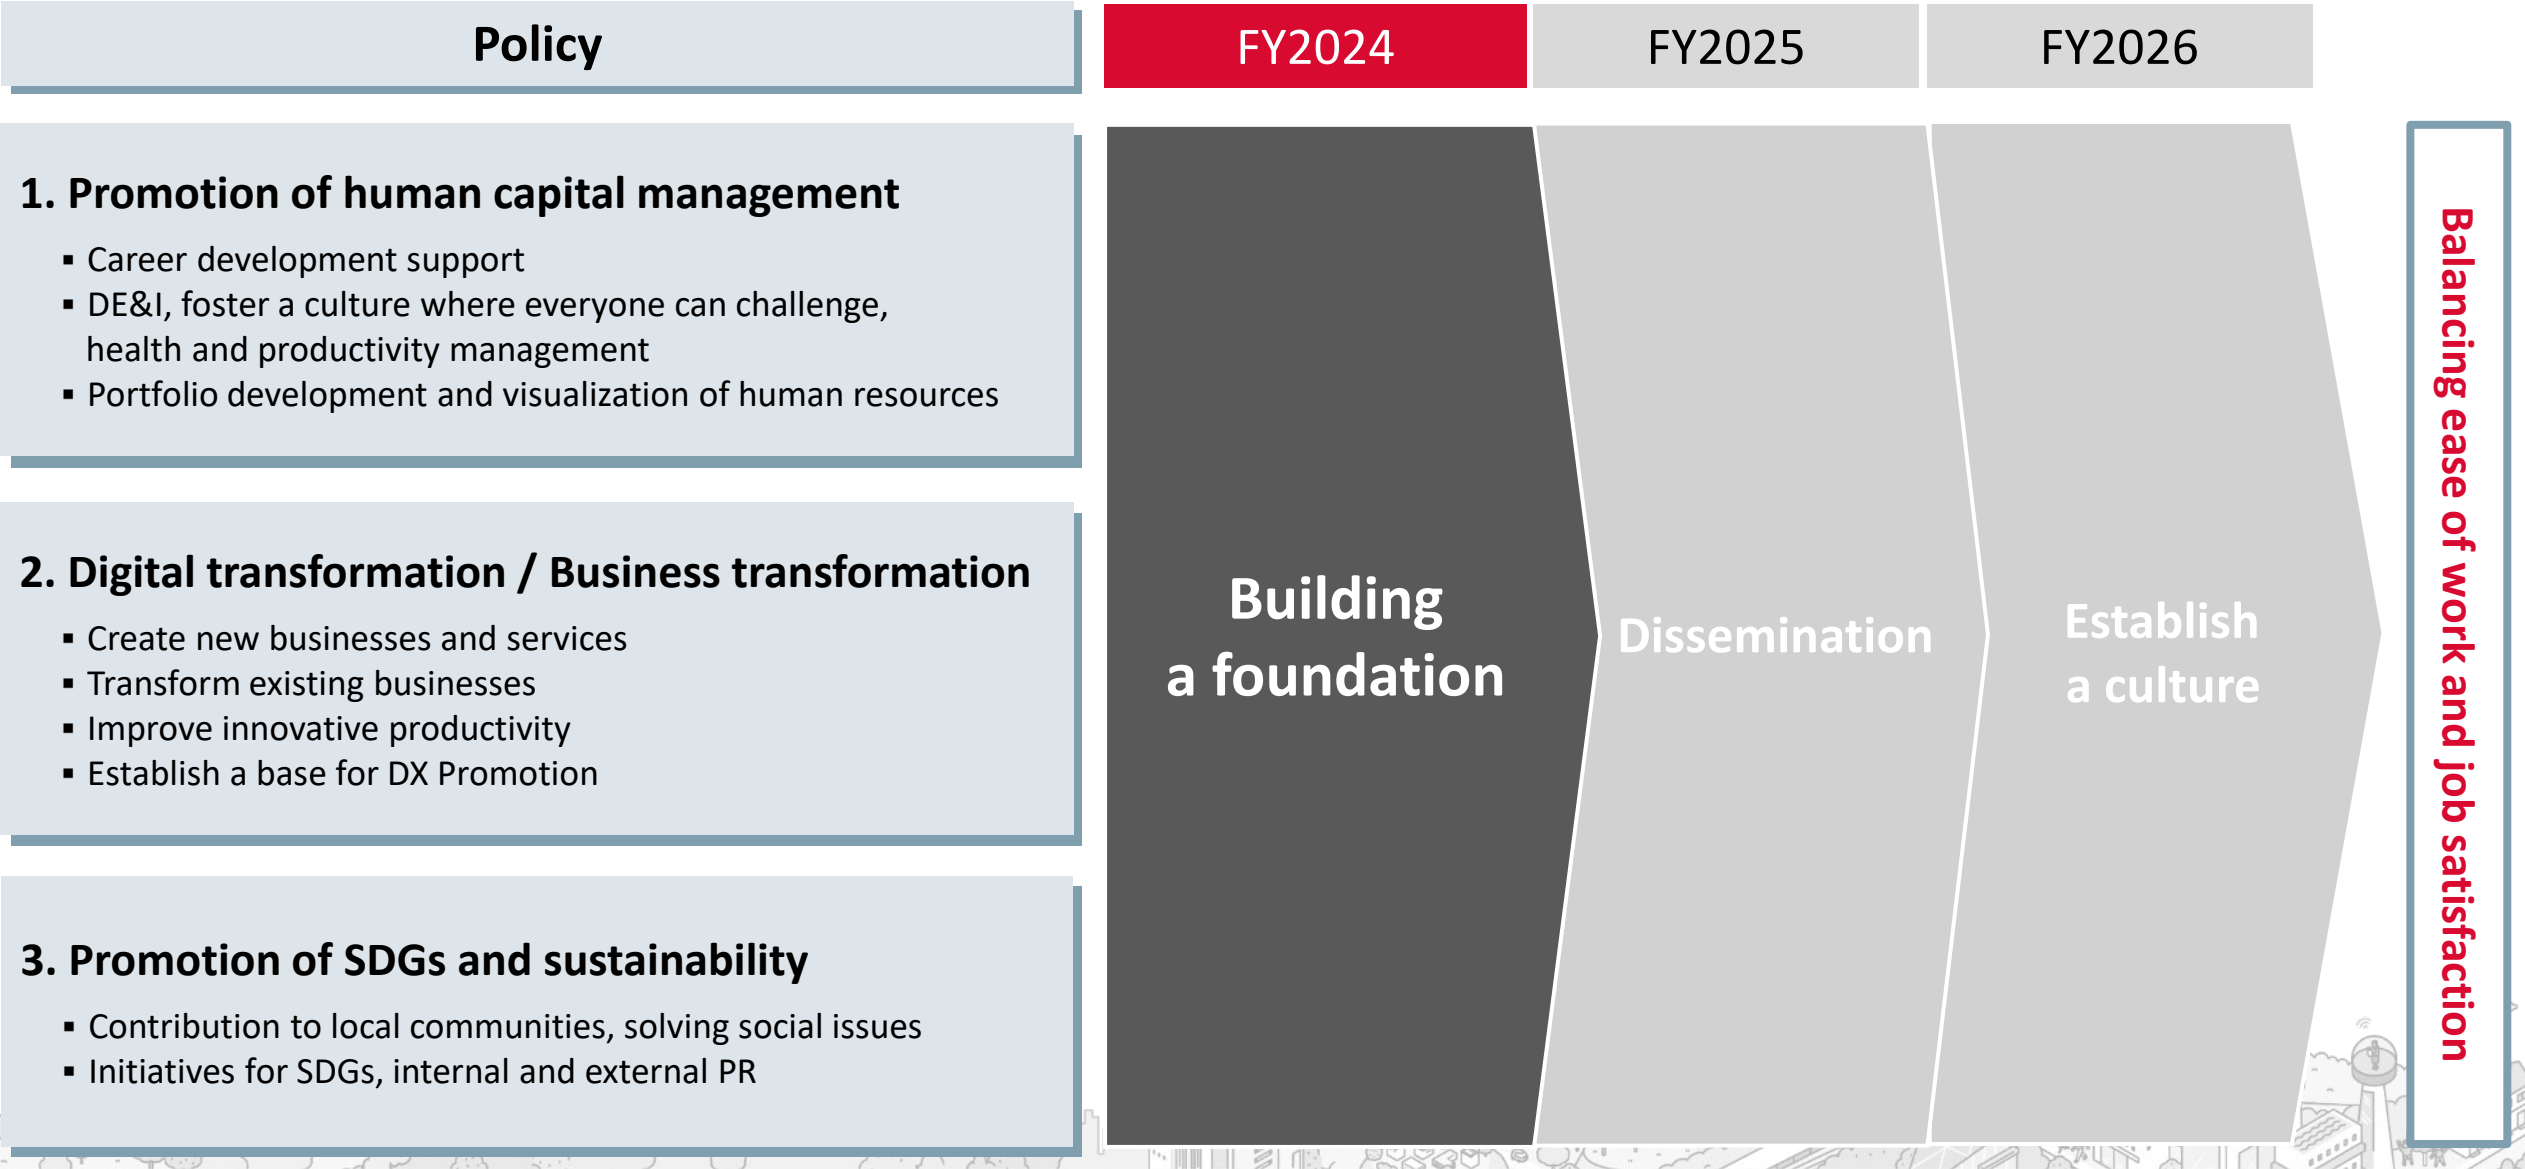 Policy
FY2024
FY2025
FY2026
1. Promotion of human capital management
▪ Career development support
▪ DE&I, foster a culture where everyone can challenge,
health and productivity management
▪ Portfolio development and visualization of human resources
2. Digital transformation / Business transformation
▪ Create new businesses and services
▪ Transform existing businesses
▪ Improve innovative productivity
▪ Establish a base for DX Promotion
3. Promotion of SDGs and sustainability
▪ Contribution to local communities, solving social issues
▪ Initiatives for SDGs, internal and external PR
Building
a foundation
Dissemination
Establish
a culture
Balancing ease of work and job satisfaction